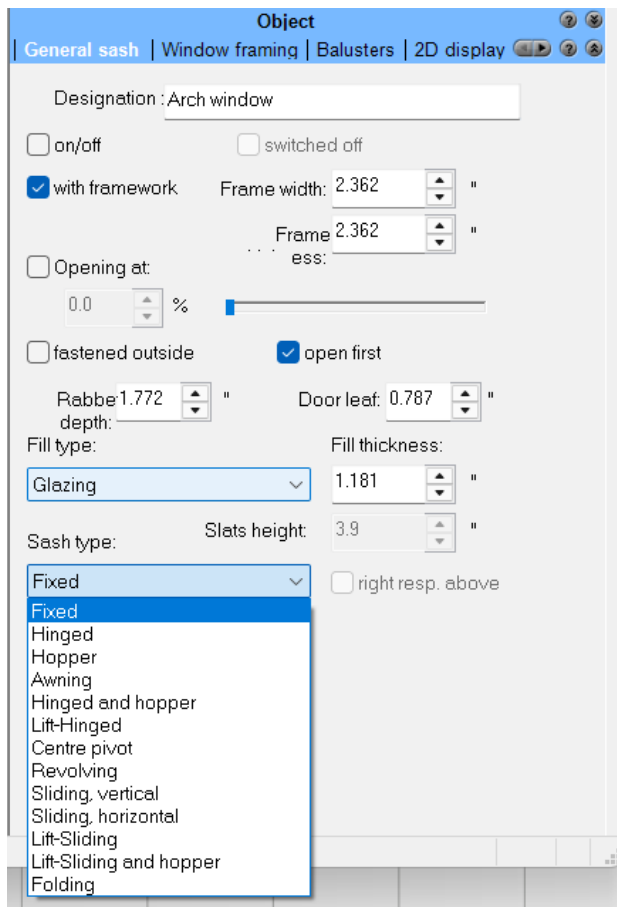 Object
General sash | Window framing | Balusters | 2D display
Designation : Arch window
on/off switched off
with framework Frame width: 2.362 "
Frame 2.362 "
ess:
Opening at:
0.0 %
fastened outside open first
Rabbe 1.772 " Door leaf: 0.787 "
depth:
Fill type: Fill thickness:
Glazing 1.181 "
Sash type: Slats height: 3.9 "
Fixed right resp. above
Fixed
Hinged
Hopper
Awning
Hinged and hopper
Lift-Hinged
Centre pivot
Revolving
Sliding, vertical
Sliding, horizontal
Lift-Sliding
Lift-Sliding and hopper
Folding